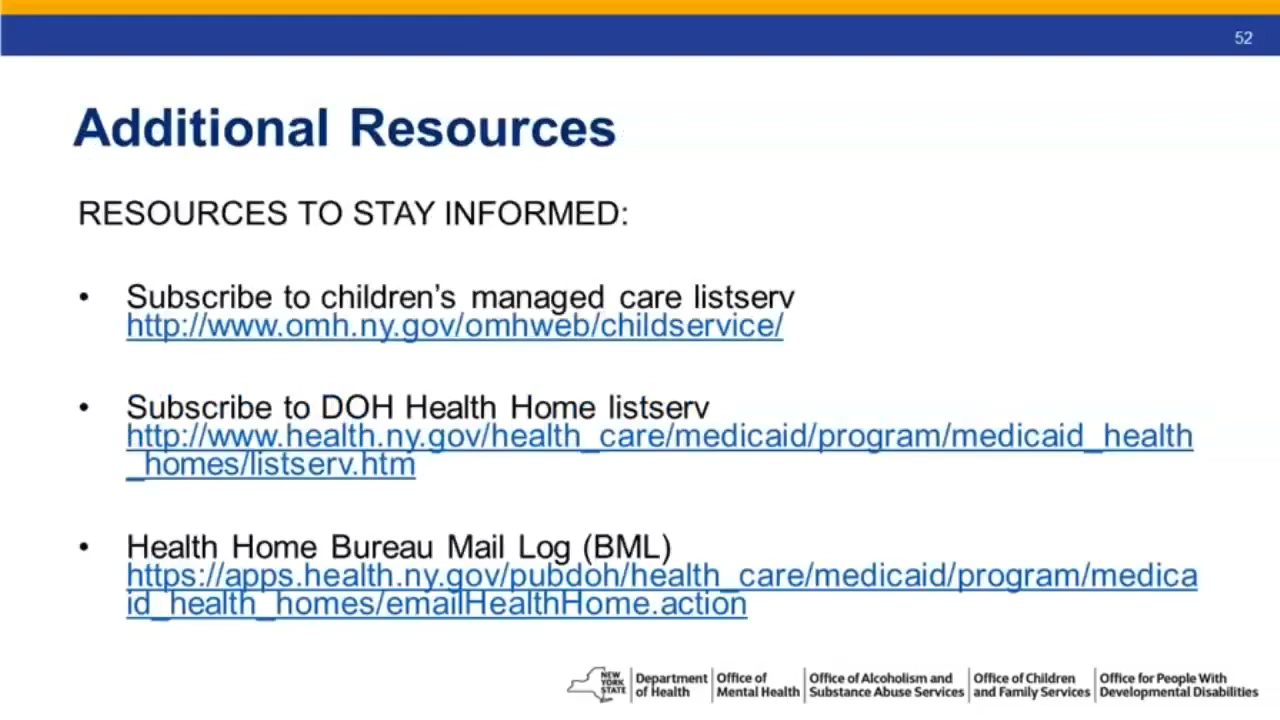 52
Additional Resources
RESOURCES TO STAY INFORMED:
• Subscribe to children’s managed care listserv
http://www.omh.ny.gov/omhweb/childservice/
• Subscribe to DOH Health Home listserv
http://www.health.ny.gov/health_care/medicaid/program/medicaid_health
_homes/listserv.htm
• Health Home Bureau Mail Log (BML)
https://apps.health.ny.gov/pubdoh/health_care/medicaid/program/medica
id_health_homes/emailHealthHome.action
NEW
YORK
STATE
Department
of Health
Office of
Mental Health
Office of Alcoholism and
Substance Abuse Services
Office of Children
and Family Services
Office for People With
Developmental Disabilities